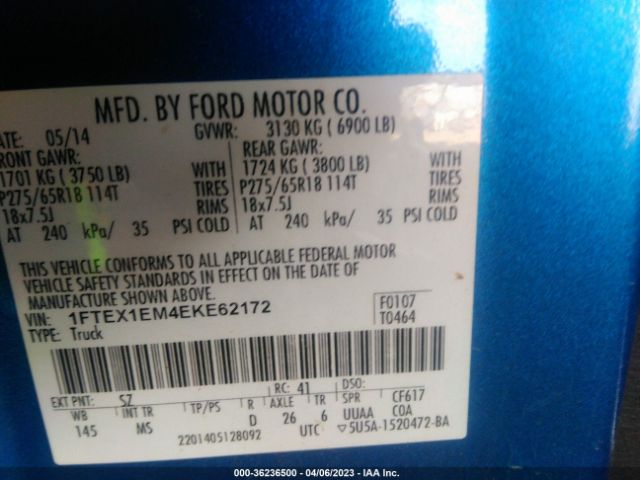 MFD. BY FORD MOTOR CO.
DATE: 05/14 GVWR: 3130 KG ( 6900 LB)
FRONT GAWR: REAR GAWR:
1701 KG ( 3750 LB) WITH 1724 KG ( 3800 LB) WITH
P275/65R18 114T TIRES P275/65R18 114T TIRES
18x7.5J RIMS 18x7.5J RIMS
AT 240 kPa/ 35 PSI COLD AT 240 kPa/ 35 PSI COLD
THIS VEHICLE CONFORMS TO ALL APPLICABLE FEDERAL MOTOR
VEHICLE SAFETY STANDARDS IN EFFECT ON THE DATE OF
MANUFACTURE SHOWN ABOVE.
VIN: 1FTEX1EM4EKE62172 F0107
TYPE: Truck T0464
EXT PNT: SZ RC: 41 DSO:
WB INT TR TP/PS R AXLE TR SPR CF617
145 MS D 26 6 UUAA COA
2201405128092 UTC ▽5U5A-1520472-BA
000-36236500 - 04/06/2023 - IAA Inc.